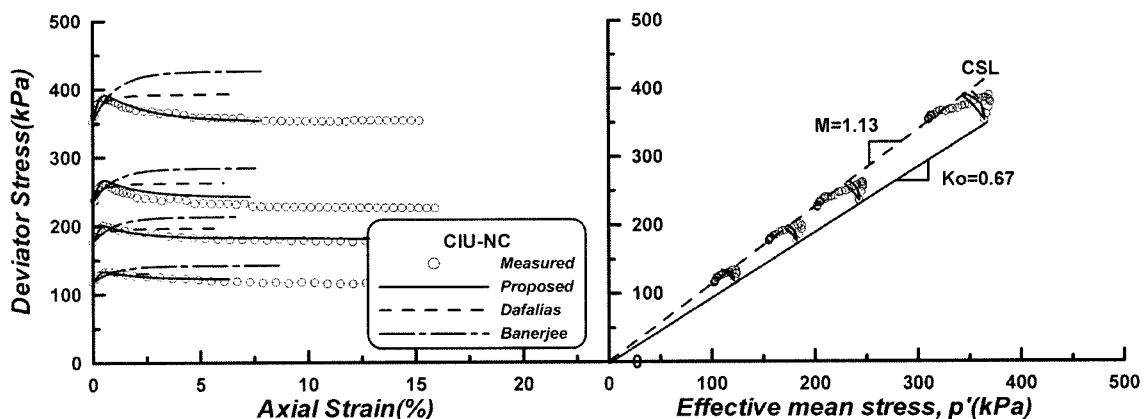 500
400
300
200
100
0
Deviator Stress(kPa)
0
5
10
15
20
Axial Strain(%)
CIU-NC
Measured
Proposed
Dafalias
Banerjee
500
400
300
200
100
0
0
100
200
300
400
500
Effective mean stress, p'(kPa)
CSL
M=1.13
Ko=0.67